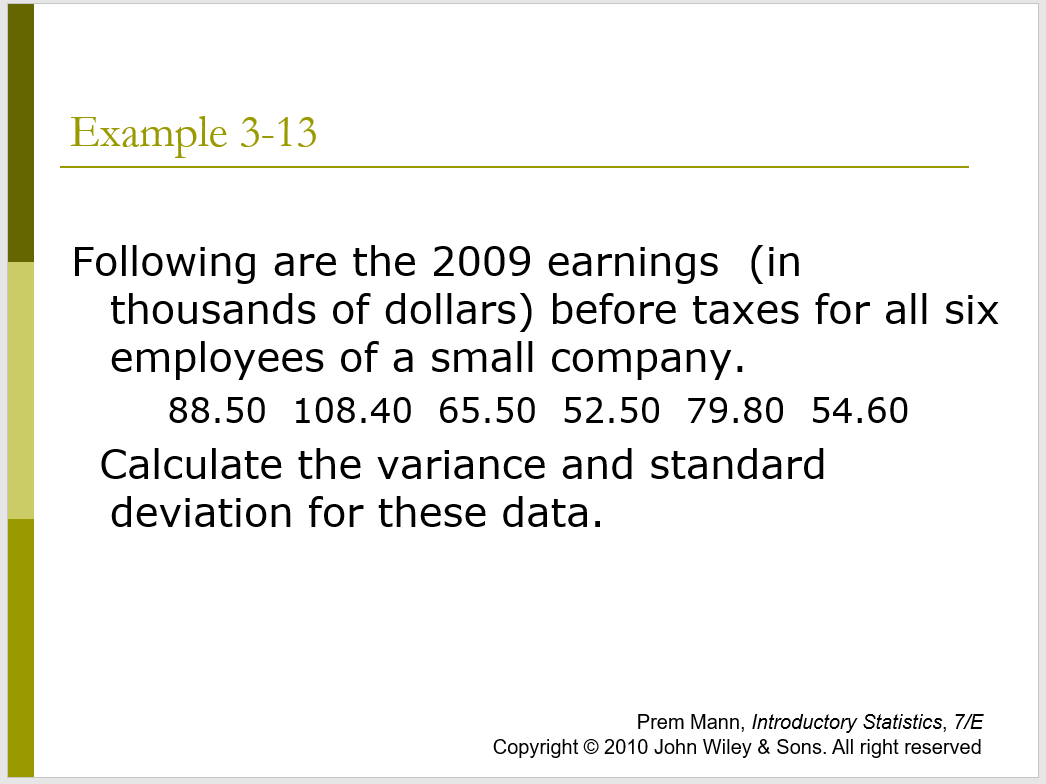 Example 3-13
Following are the 2009 earnings  (in
thousands of dollars) before taxes for all six
employees of a small company.
88.50  108.40  65.50  52.50  79.80  54.60
Calculate the variance and standard
deviation for these data.
Prem Mann, Introductory Statistics, 7/E
Copyright © 2010 John Wiley & Sons. All right reserved